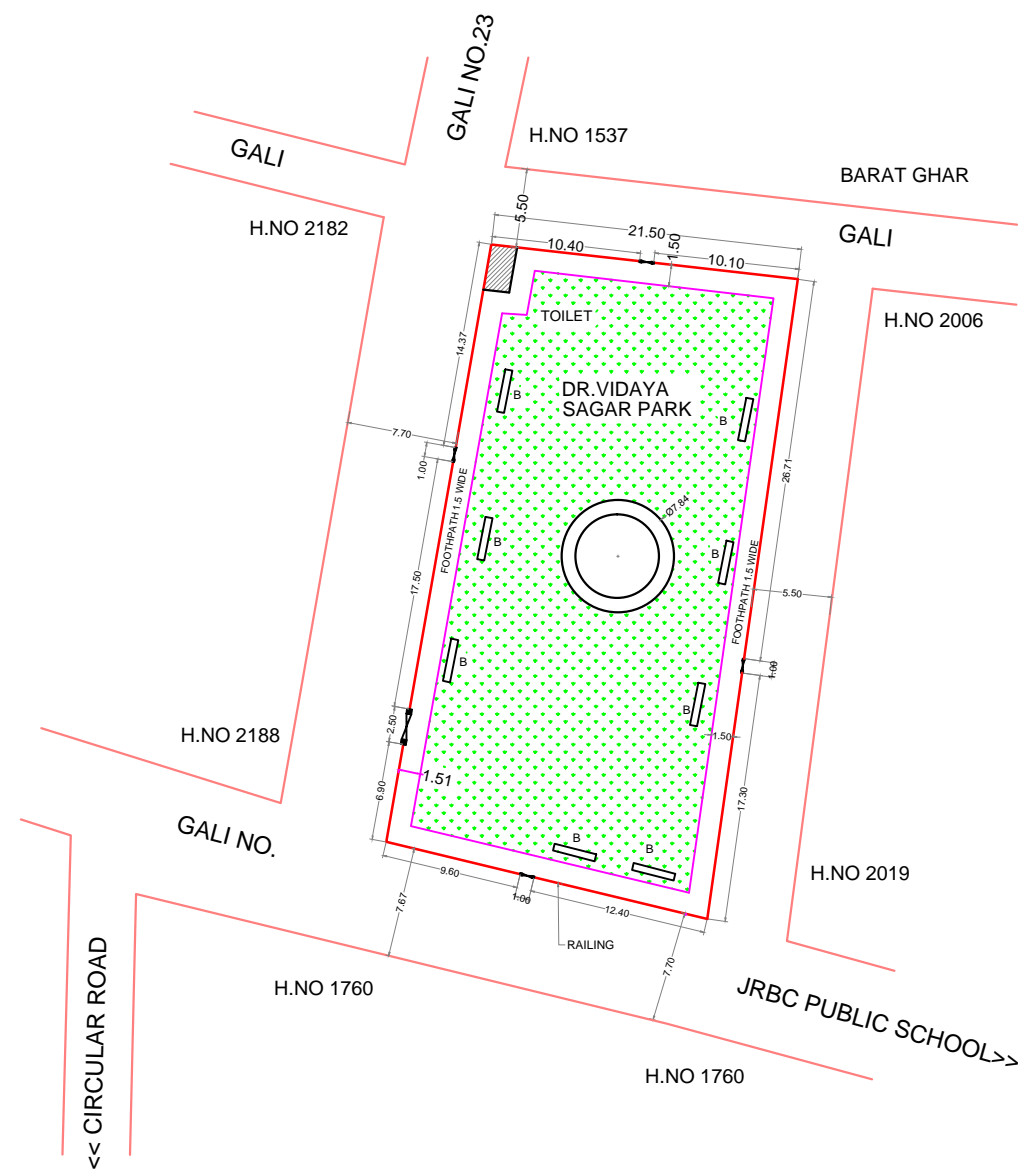 GALI NO.23
H.NO 1537
GALI
BARAT GHAR
5.50
21.50
H.NO 2182
GALI
10.40
1.50
10.10
TOILET
H.NO 2006
14.37
DR.VIDAYA
SAGAR PARK
B
B
7.70
1.00
26.71
FOOTHPATH 1.5 WIDE
Ø7.84
B
B
17.50
FOOTHPATH 1.5 WIDE
5.50
B
1.00
B
2.50
H.NO 2188
1.50
1.51
6.90
17.30
GALI NO.
B
B
9.60
H.NO 2019
1.00
12.40
7.67
RAILING
7.70
H.NO 1760
JRBC PUBLIC SCHOOL>>
<< CIRCULAR ROAD
H.NO 1760